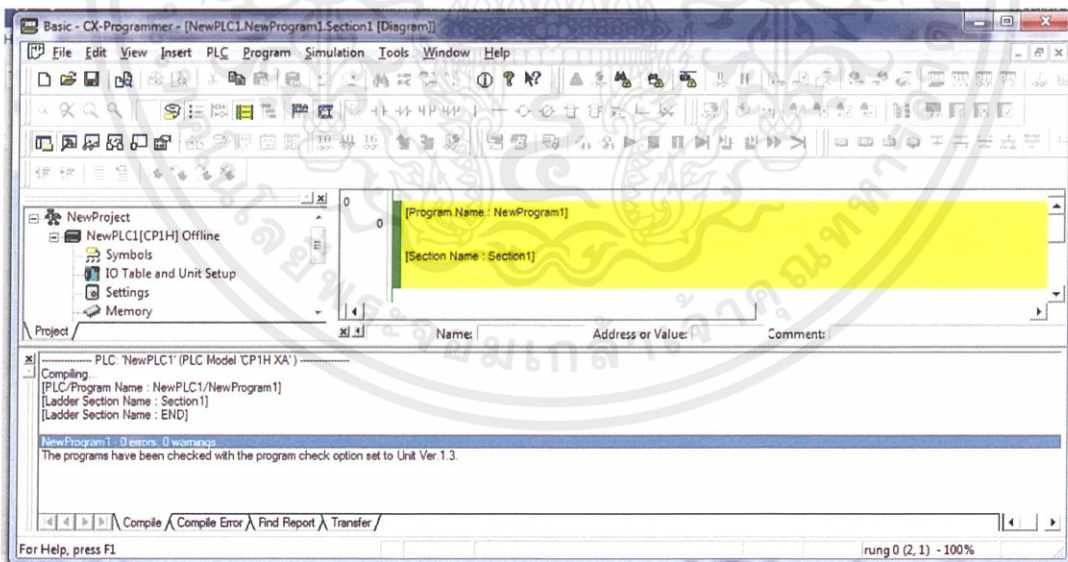 Basic - CX-Programmer - [NewPLC1.NewProgram1.Section1 [Diagram]]
File Edit View Insert PLC Program Simulation Tools Window Help
NewProject
NewPLC1[CP1H] Offline
Symbols
IO Table and Unit Setup
Settings
Memory
Project
0
0
[Program Name : NewProgram1]
[Section Name : Section1]
Name: Address or Value: Comment:
--------------- PLC: 'NewPLC1' (PLC Model 'CP1H XA') ---------------
Compiling...
[PLC/Program Name : NewPLC1/NewProgram1]
[Ladder Section Name : Section1]
[Ladder Section Name : END]
NewProgram1 - 0 errors, 0 warnings.
The programs have been checked with the program check option set to Unit Ver.1.3.
Compile Compile Error Find Report Transfer
For Help, press F1
rung 0 (2, 1) - 100%